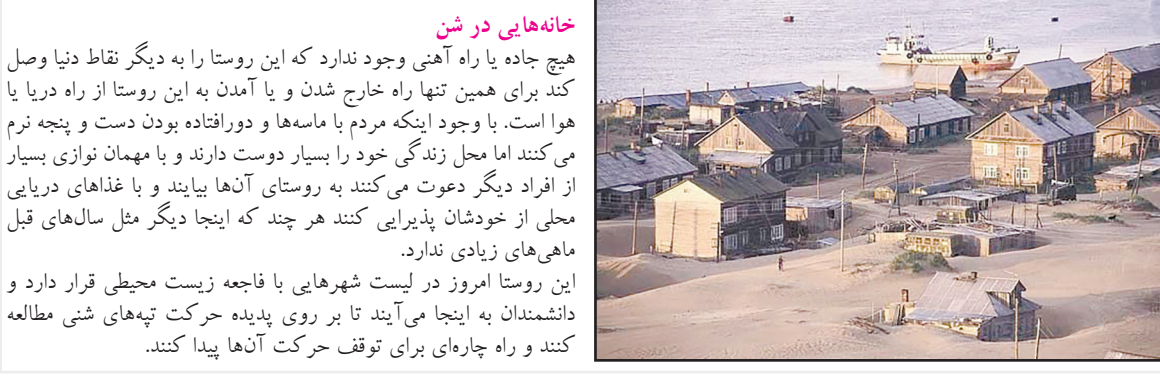 خانه‌هایی در شن
هیچ جاده یا راه آهنی وجود ندارد که این روستا را به دیگر نقاط دنیا وصل
کند برای همین تنها راه خارج شدن و یا آمدن به این روستا از راه دریا یا
هوا است. با وجود اینکه مردم با ماسه‌ها و دورافتاده بودن دست و پنجه نرم
می‌کنند اما محل زندگی خود را بسیار دوست دارند و با مهمان نوازی بسیار
از افراد دیگر دعوت می‌کنند به روستای آن‌ها بیایند و با غذاهای دریایی
محلی از خودشان پذیرایی کنند هر چند که اینجا دیگر مثل سال‌های قبل
ماهی‌های زیادی ندارد.
این روستا امروز در لیست شهرهایی با فاجعه زیست محیطی قرار دارد و
دانشمندان به اینجا می‌آیند تا بر روی پدیده حرکت تپه‌های شنی مطالعه
کنند و راه چاره‌ای برای توقف حرکت آن‌ها پیدا کنند.